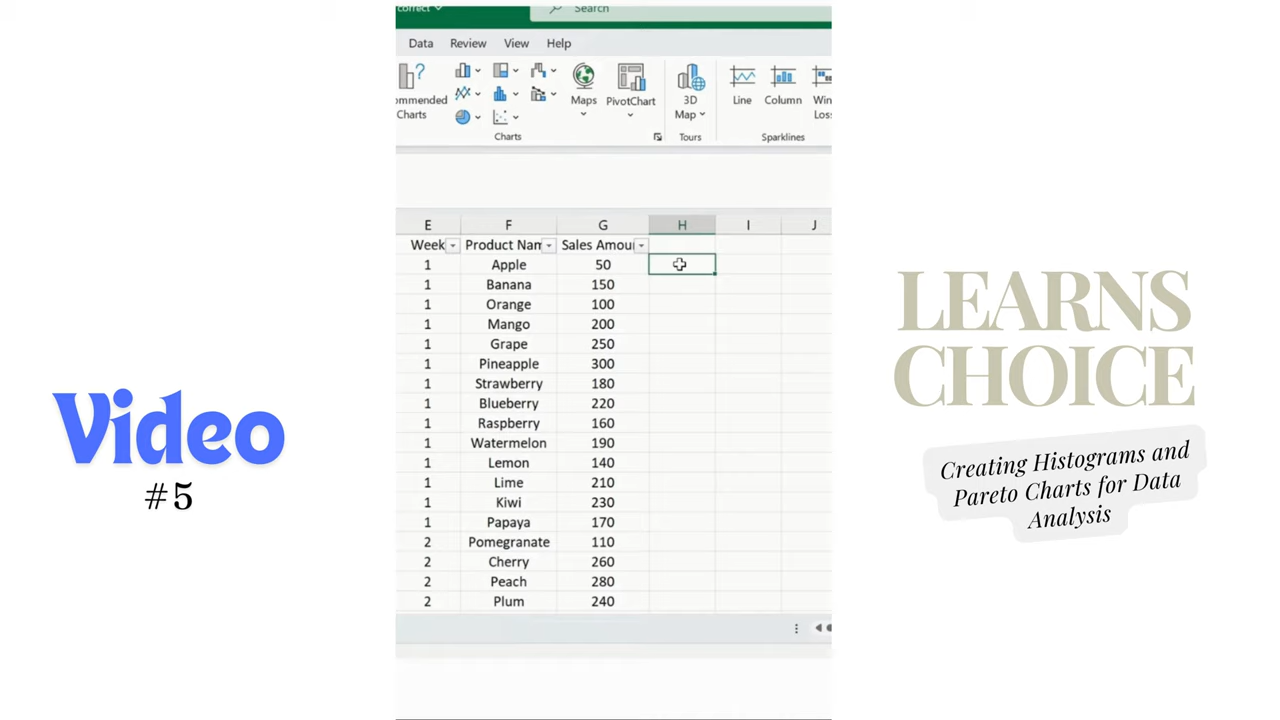 correct
Search
Data Review View Help
ommended
Charts
Maps
PivotChart
3D
Map
Line
Column
Win
Loss
Charts
Tours
Sparklines
E F G H I J
Week Product Nam Sales Amou
1 Apple 50
1 Banana 150
1 Orange 100
1 Mango 200
1 Grape 250
1 Pineapple 300
1 Strawberry 180
1 Blueberry 220
1 Raspberry 160
1 Watermelon 190
1 Lemon 140
1 Lime 210
1 Kiwi 230
1 Papaya 170
2 Pomegranate 110
2 Cherry 260
2 Peach 280
2 Plum 240
Video
#5
LEARNS
CHOICE
Creating Histograms and
Pareto Charts for Data
Analysis